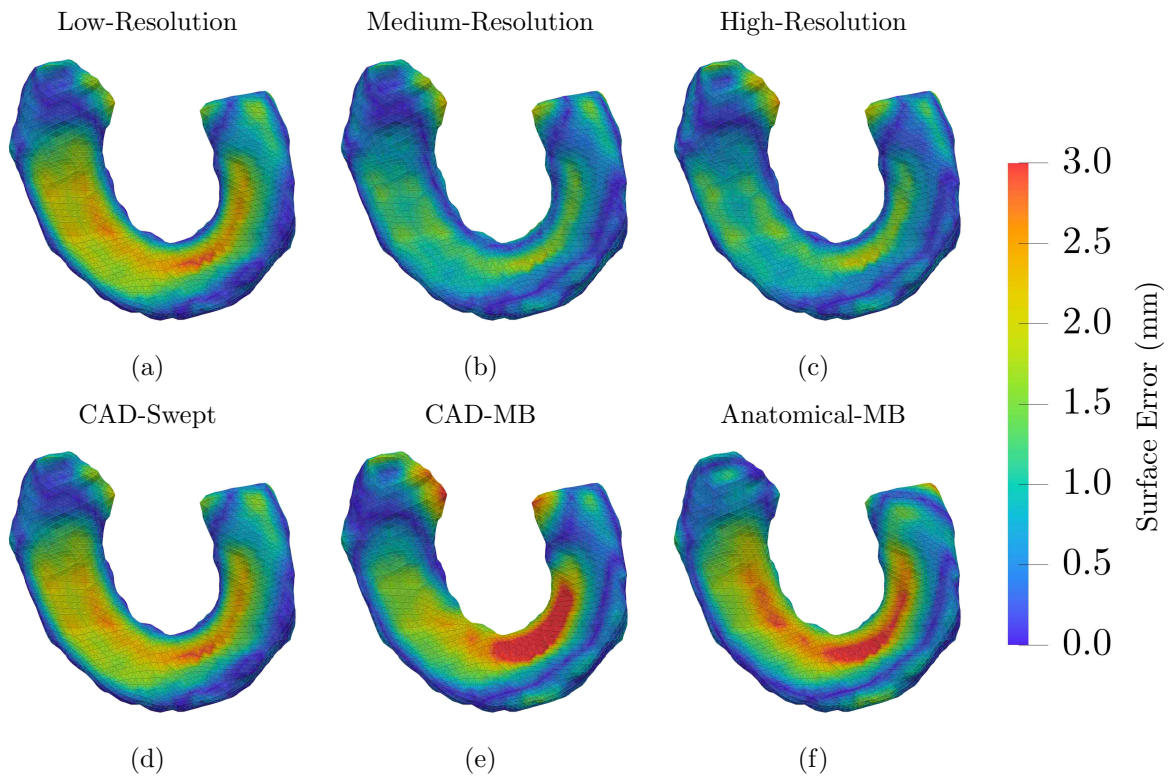 Low-Resolution
Medium-Resolution
High-Resolution
(a)
(b)
(c)
CAD-Swept
CAD-MB
Anatomical-MB
(d)
(e)
(f)
3.0
2.5
2.0
1.5
1.0
0.5
0.0
Surface Error (mm)